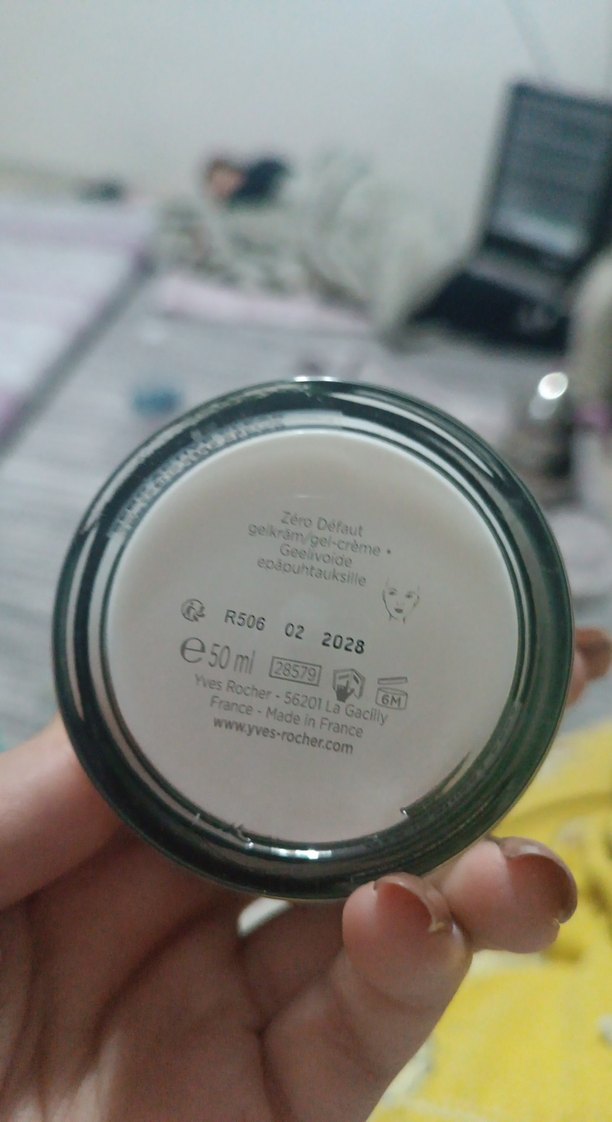 Zéro Défaut
gelkräm/gel-crème •
Geelivoide
epäpuhtauksille
R506 02 2028
e 50 ml 28579 6M
Yves Rocher - 56201 La Gacilly
France - Made in France
www.yves-rocher.com